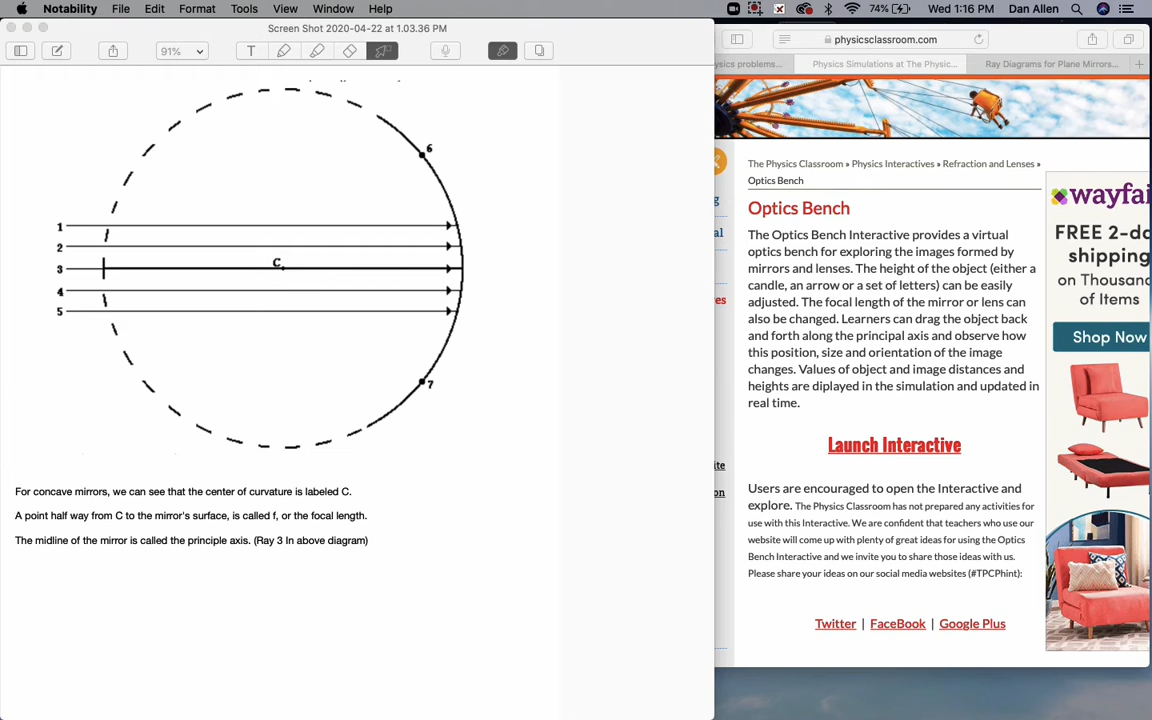 Notability File Edit Format Tools View Window Help
74% Wed 1:16 PM Dan Allen
Screen Shot 2020-04-22 at 1.03.36 PM
91%
T
6
1
2
C
3
4
5
7
For concave mirrors, we can see that the center of curvature is labeled C.
A point half way from C to the mirror's surface, is called f, or the focal length.
The midline of the mirror is called the principle axis. (Ray 3 In above diagram)
physicsclassroom.com
ysics problems... Physics Simulations at The Physic... Ray Diagrams for Plane Mirrors...
The Physics Classroom » Physics Interactives » Refraction and Lenses »
Optics Bench
Optics Bench
The Optics Bench Interactive provides a virtual
optics bench for exploring the images formed by
mirrors and lenses. The height of the object (either a
candle, an arrow or a set of letters) can be easily
adjusted. The focal length of the mirror or lens can
also be changed. Learners can drag the object back
and forth along the principal axis and observe how
this position, size and orientation of the image
changes. Values of object and image distances and
heights are diplayed in the simulation and updated in
real time.
Launch Interactive
Users are encouraged to open the Interactive and
explore. The Physics Classroom has not prepared any activities for
use with this Interactive. We are confident that teachers who use our
website will come up with plenty of great ideas for using the Optics
Bench Interactive and we invite you to share those ideas with us.
Please share your ideas on our social media websites (#TPCPhint):
Twitter | FaceBook | Google Plus
g
al
es
ite
on
wayfai
FREE 2-da
shipping
on Thousan
of Items
Shop Now